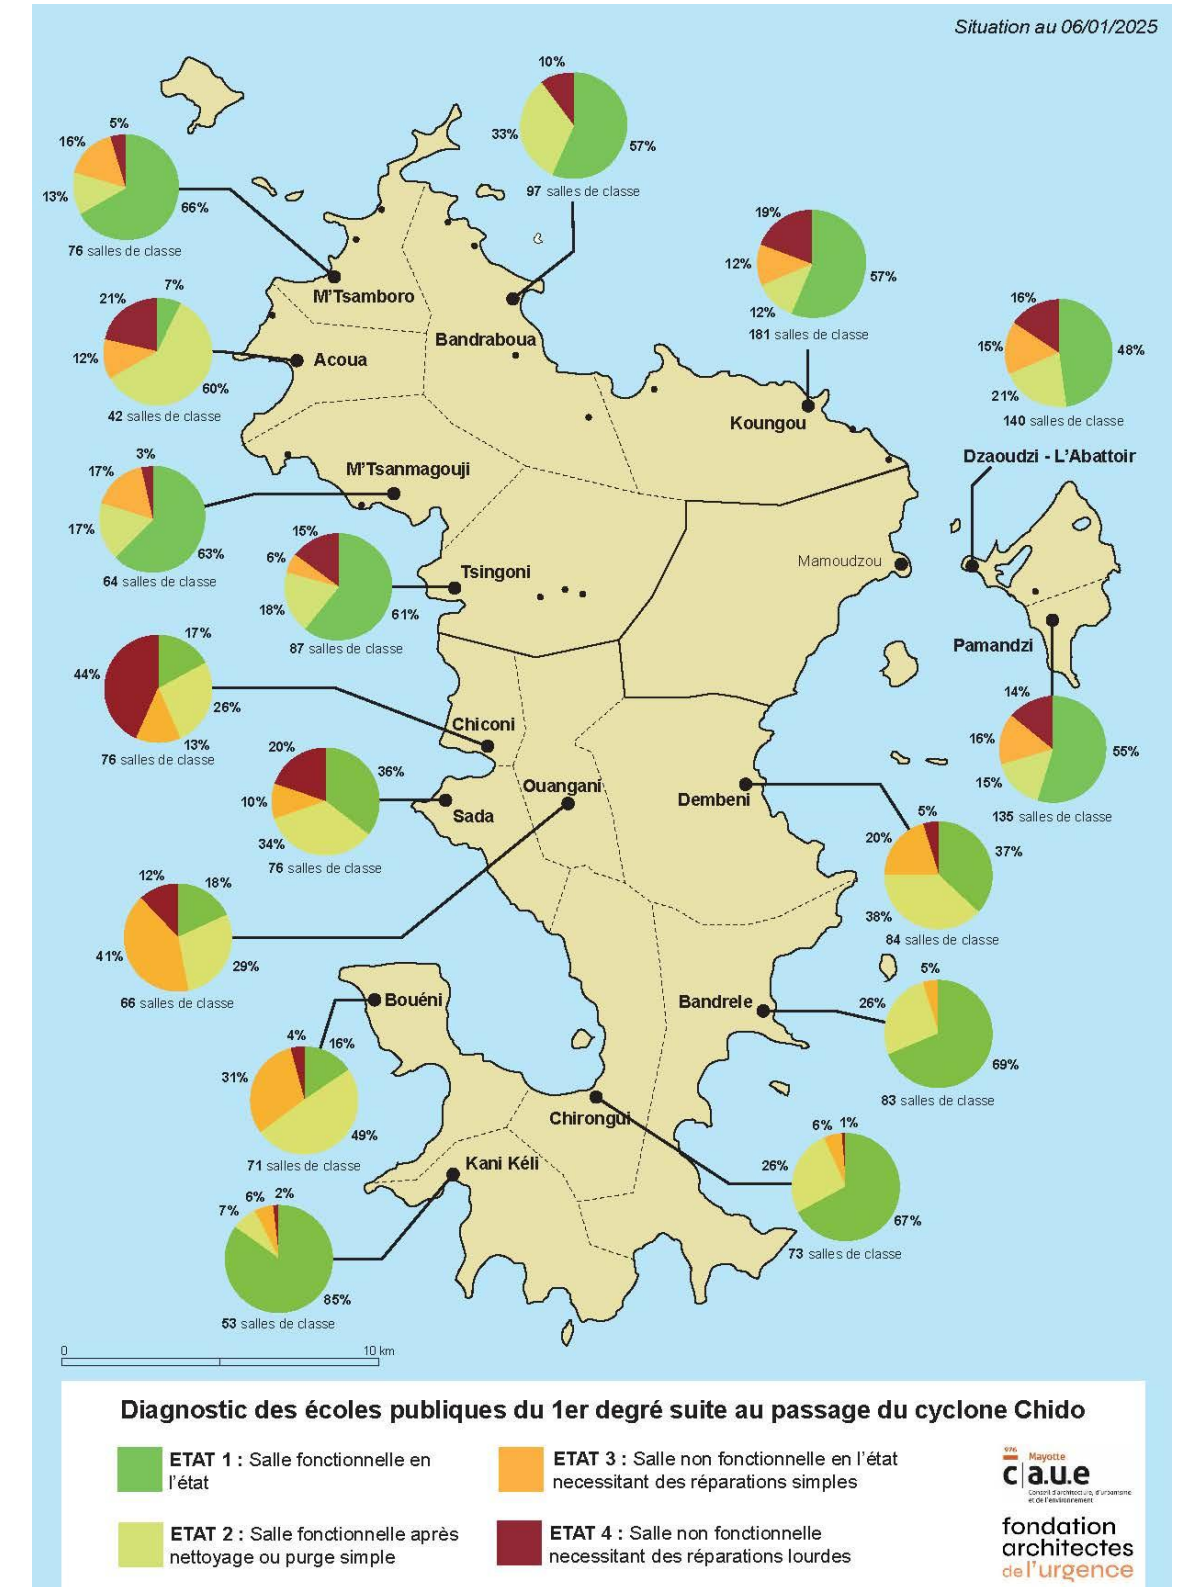 Situation au 06/01/2025
10%
33%
57%
97 salles de classe
5%
16%
13%
66%
76 salles de classe
19%
12%
57%
12%
181 salles de classe
7%
21%
12%
60%
42 salles de classe
16%
15%
48%
21%
140 salles de classe
M'Tsamboro
Bandraboua
Acoua
Koungou
Dzaoudzi - L'Abattoir
M'Tsanmagouji
3%
17%
17%
63%
64 salles de classe
15%
6%
18%
61%
87 salles de classe
Tsingoni
Mamoudzou
Pamandzi
17%
44%
26%
13%
76 salles de classe
Chiconi
14%
16%
55%
15%
135 salles de classe
20%
36%
10%
34%
76 salles de classe
Ouangani
Sada
Dembeni
5%
20%
37%
38%
84 salles de classe
12%
18%
41%
29%
66 salles de classe
Bouéni
Bandrele
5%
26%
69%
83 salles de classe
4%
16%
31%
49%
71 salles de classe
Chirongui
6%
1%
26%
67%
73 salles de classe
Kani Kéli
6%
2%
7%
85%
53 salles de classe
0
10 km
Diagnostic des écoles publiques du 1er degré suite au passage du cyclone Chido
ETAT 1 : Salle fonctionnelle en
l'état
ETAT 2 : Salle fonctionnelle après
nettoyage ou purge simple
ETAT 3 : Salle non fonctionnelle en l'état
necessitant des réparations simples
ETAT 4 : Salle non fonctionnelle
necessitant des réparations lourdes
976
Mayotte
c|a.u.e
Conseil d'architecture, d'urbanisme
et de l'environnement
fondation
architectes
de l'urgence